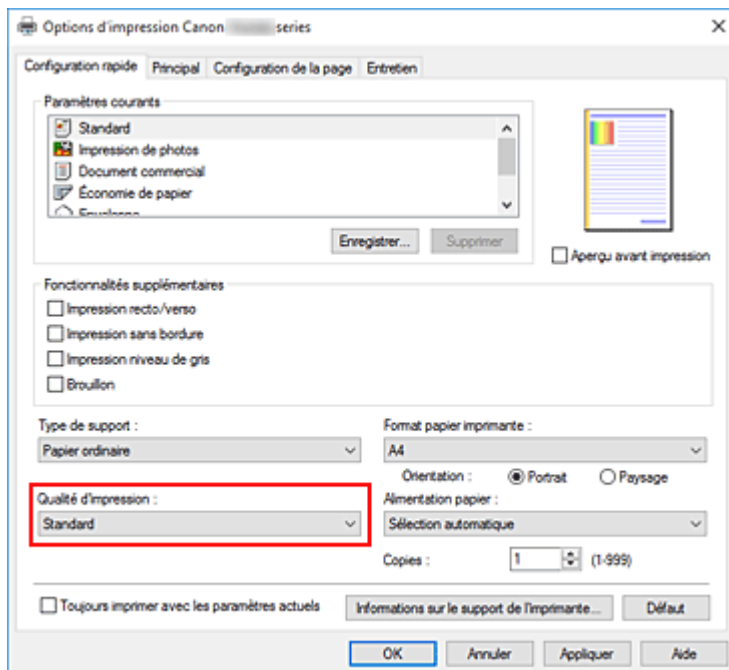 Options d'impression Canon series
Configuration rapide Principal Configuration de la page Entretien
Paramètres courants
Standard
Impression de photos
Document commercial
Économie de papier
Enregistrer... Supprimer
Aperçu avant impression
Fonctionnalités supplémentaires
Impression recto/verso
Impression sans bordure
Impression niveau de gris
Brouillon
Type de support : Format papier imprimante :
Papier ordinaire A4
Orientation : Portrait Paysage
Qualité d'impression : Alimentation papier :
Standard Sélection automatique
Copies : 1 (1-999)
Toujours imprimer avec les paramètres actuels Informations sur le support de l'imprimante... Défaut
OK Annuler Appliquer Aide